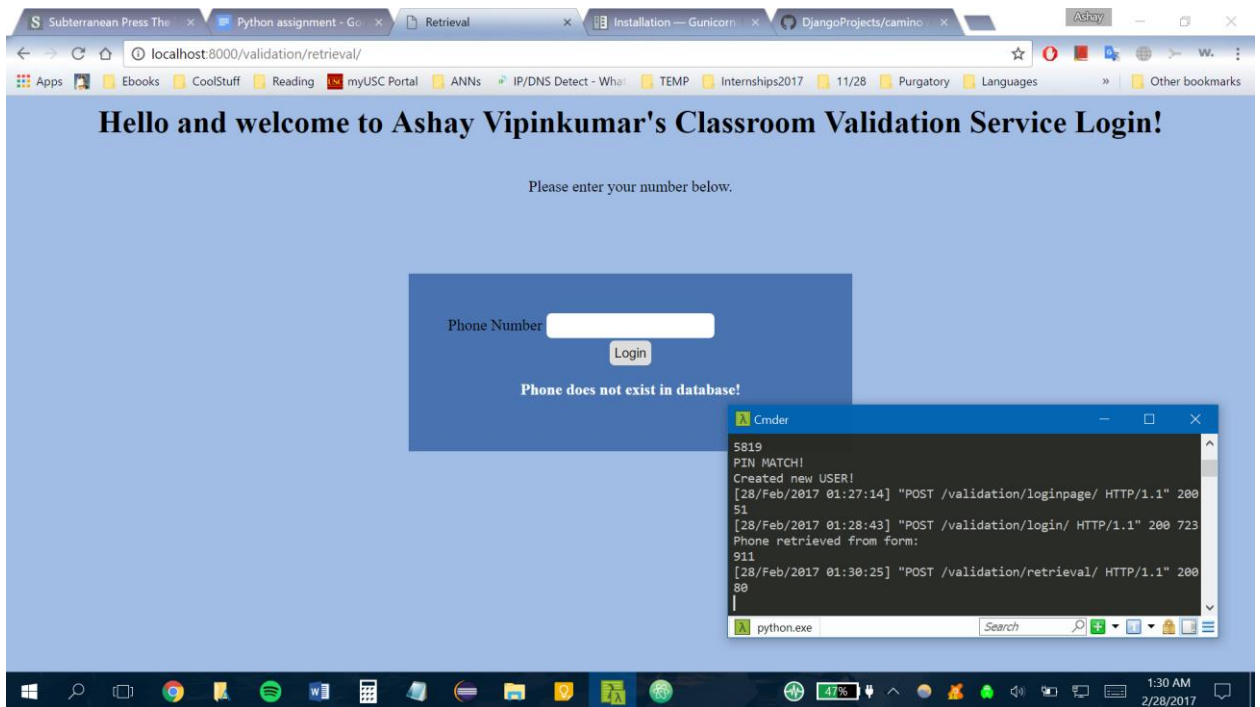 Subterranean Press The
Python assignment - Go
Retrieval
Installation — Gunicorn
DjangoProjects/camino
Ashay
localhost:8000/validation/retrieval/
Apps
Ebooks
CoolStuff
Reading
myUSC Portal
ANNs
IP/DNS Detect - What
TEMP
Internships2017
11/28
Purgatory
Languages
»
Other bookmarks
Hello and welcome to Ashay Vipinkumar's Classroom Validation Service Login!
Please enter your number below.
Phone Number
Login
Phone does not exist in database!
Cmder
5819
PIN MATCH!
Created new USER!
[28/Feb/2017 01:27:14] "POST /validation/loginpage/ HTTP/1.1" 200
51
[28/Feb/2017 01:28:43] "POST /validation/login/ HTTP/1.1" 200 723
Phone retrieved from form:
911
[28/Feb/2017 01:30:25] "POST /validation/retrieval/ HTTP/1.1" 200
80
python.exe
Search
47%
1:30 AM
2/28/2017